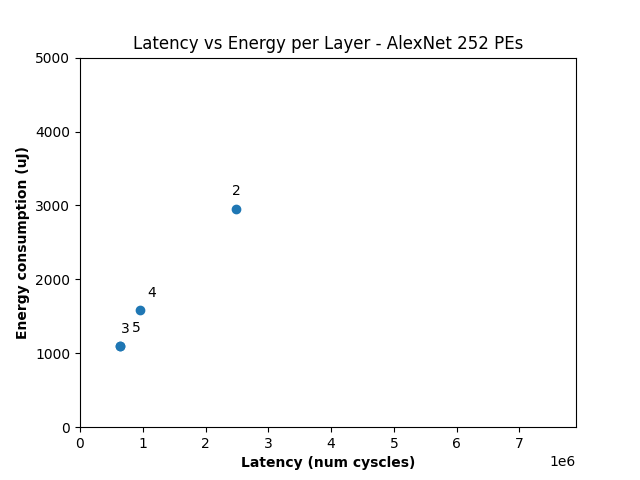 Latency vs Energy per Layer - AlexNet 252 PEs
Energy consumption (uJ)
5000
4000
3000
2000
1000
0
2
4
3 5
0 1 2 3 4 5 6 7
1e6
Latency (num cyscles)